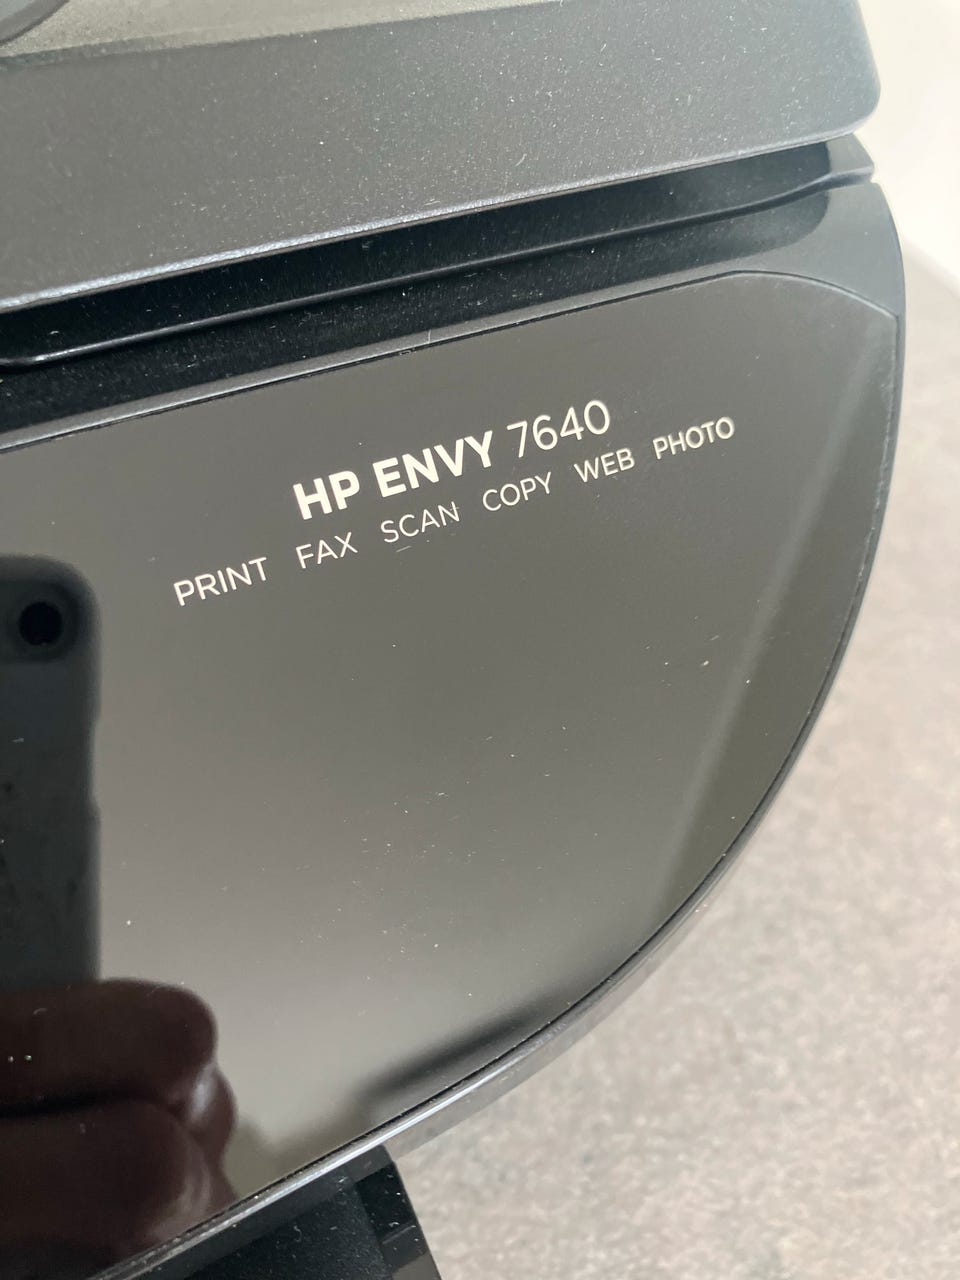 HP ENVY 7640
PRINT FAX SCAN COPY WEB PHOTO